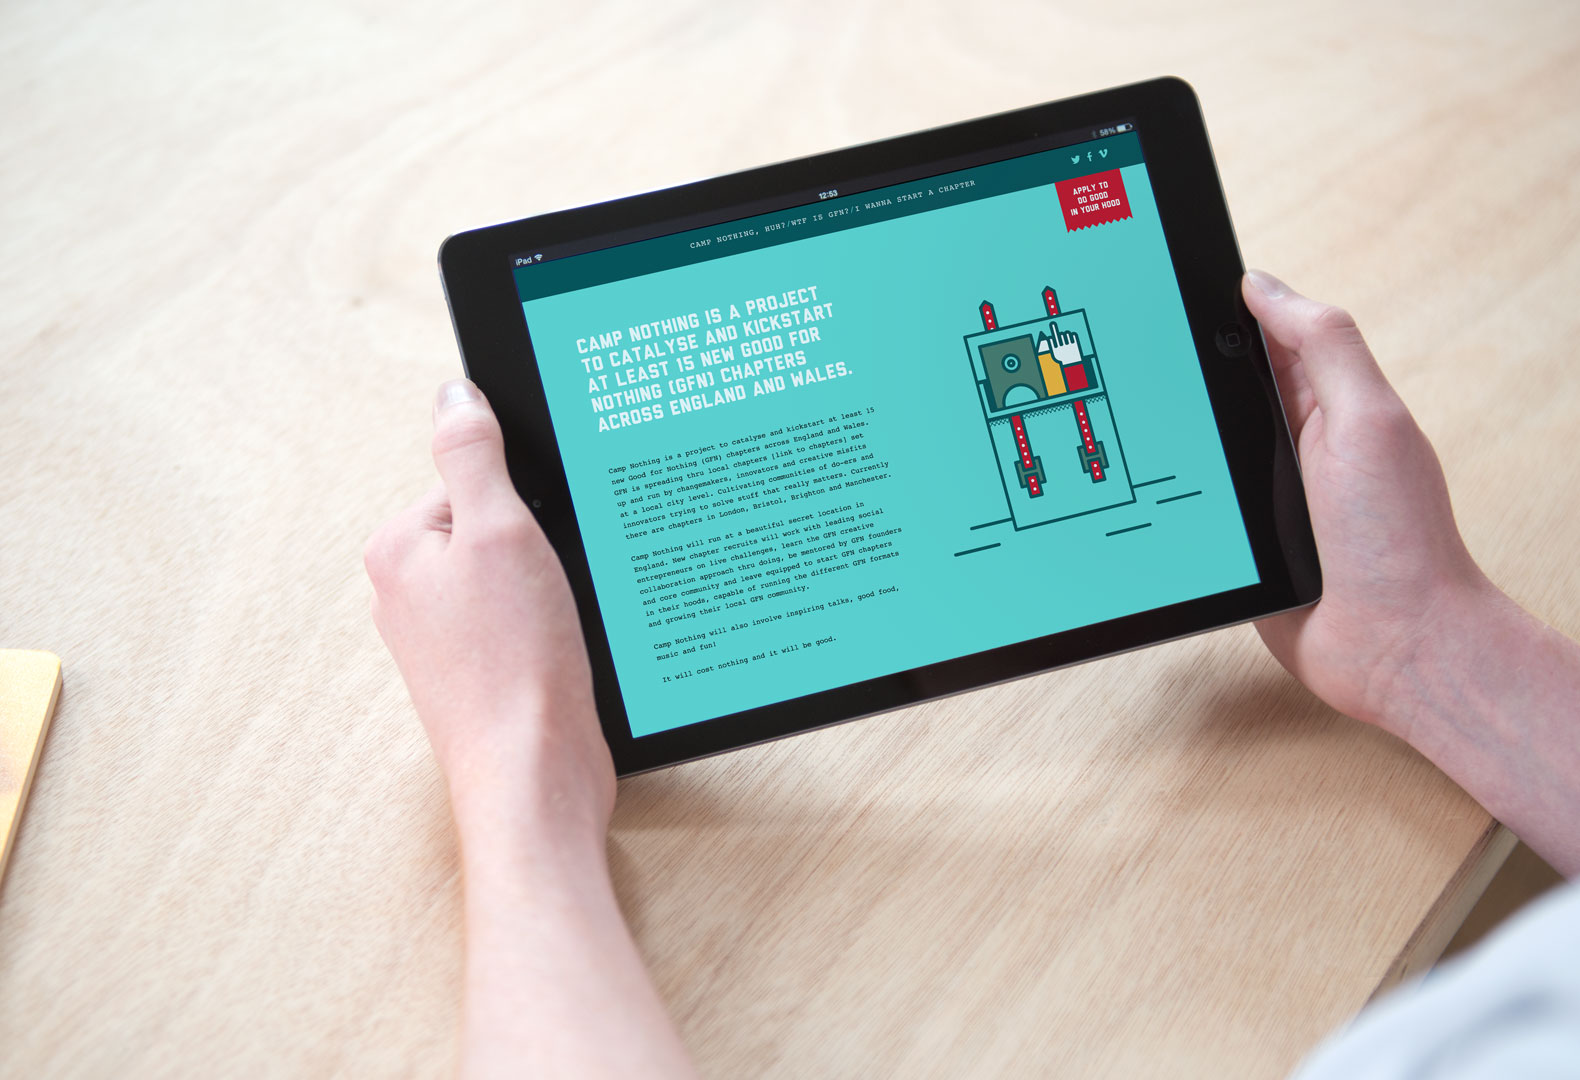 iPad
12:53
58%
CAMP NOTHING, HUH?/WTF IS GFN?/I WANNA START A CHAPTER
APPLY TO
DO GOOD
IN YOUR HOOD
CAMP NOTHING IS A PROJECT
TO CATALYSE AND KICKSTART
AT LEAST 15 NEW GOOD FOR
NOTHING (GFN) CHAPTERS
ACROSS ENGLAND AND WALES.
Camp Nothing is a project to catalyse and kickstart at least 15
new Good for Nothing (GFN) chapters across England and Wales.
GFN is spreading thru local chapters [link to chapters] set
up and run by changemakers, innovators and creative misfits
at a local city level. Cultivating communities of do-ers and
innovators trying to solve stuff that really matters. Currently
there are chapters in London, Bristol, Brighton and Manchester.
Camp Nothing will run at a beautiful secret location in
England. New chapter recruits will work with leading social
entrepreneurs on live challenges, learn the GFN creative
collaboration approach thru doing, be mentored by GFN founders
and core community and leave equipped to start GFN chapters
in their hoods, capable of running the different GFN formats
and growing their local GFN community.
Camp Nothing will also involve inspiring talks, good food,
music and fun!
It will cost nothing and it will be good.